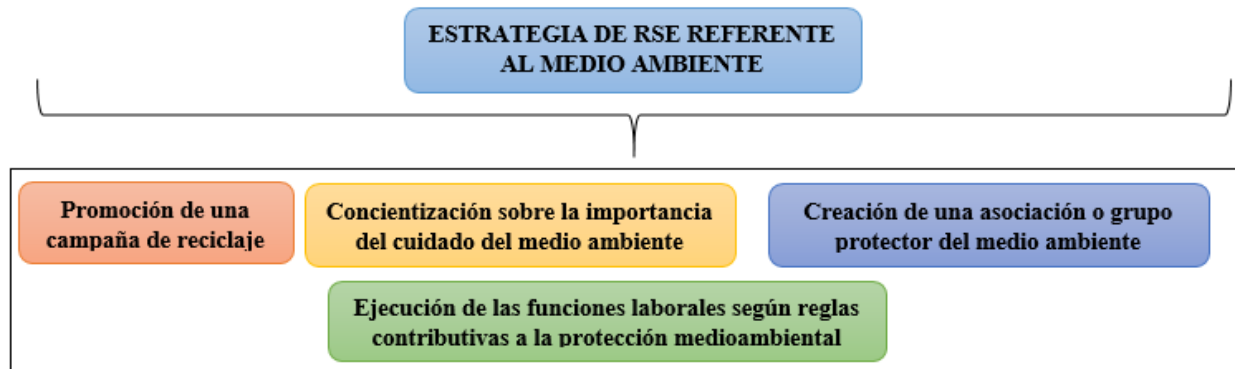 ESTRATEGIA DE RSE REFERENTE
AL MEDIO AMBIENTE
Promoción de una
campaña de reciclaje
Concientización sobre la importancia
del cuidado del medio ambiente
Creación de una asociación o grupo
protector del medio ambiente
Ejecución de las funciones laborales según reglas
contributivas a la protección medioambiental